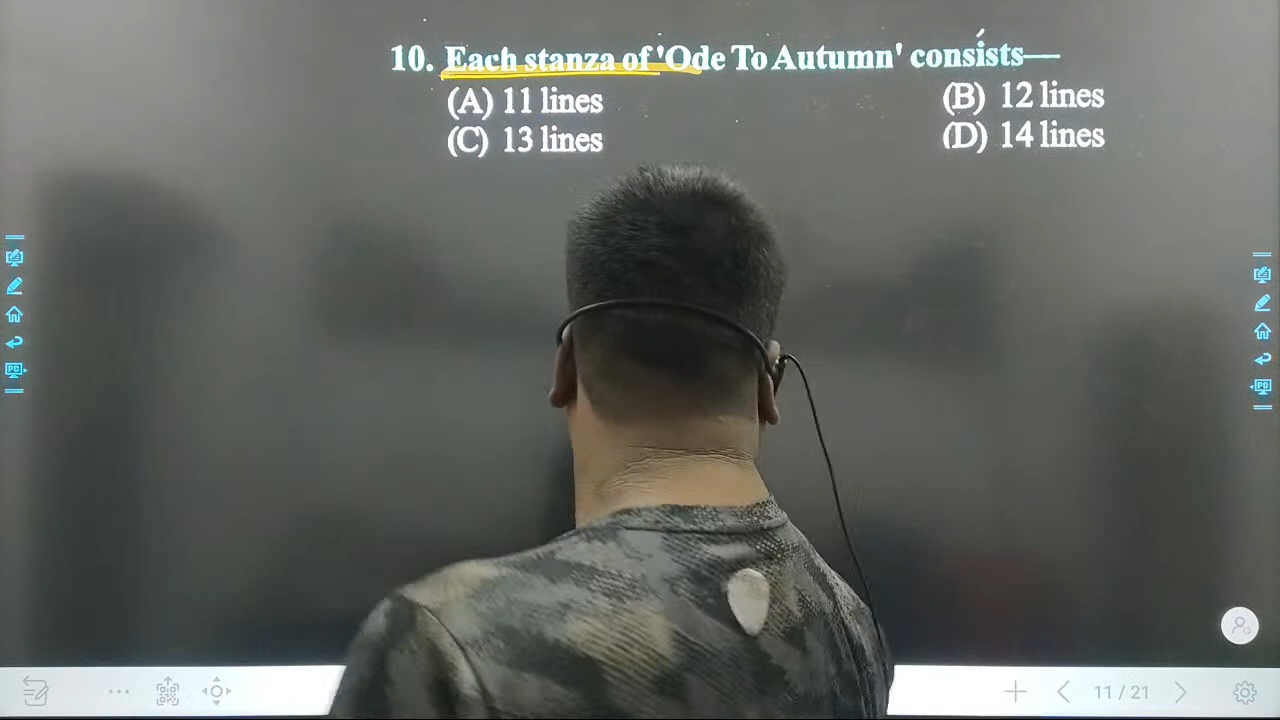 10. Each stanza of 'Ode To Autumn' consists—
(A) 11 lines (B) 12 lines
(C) 13 lines (D) 14 lines
11 / 21